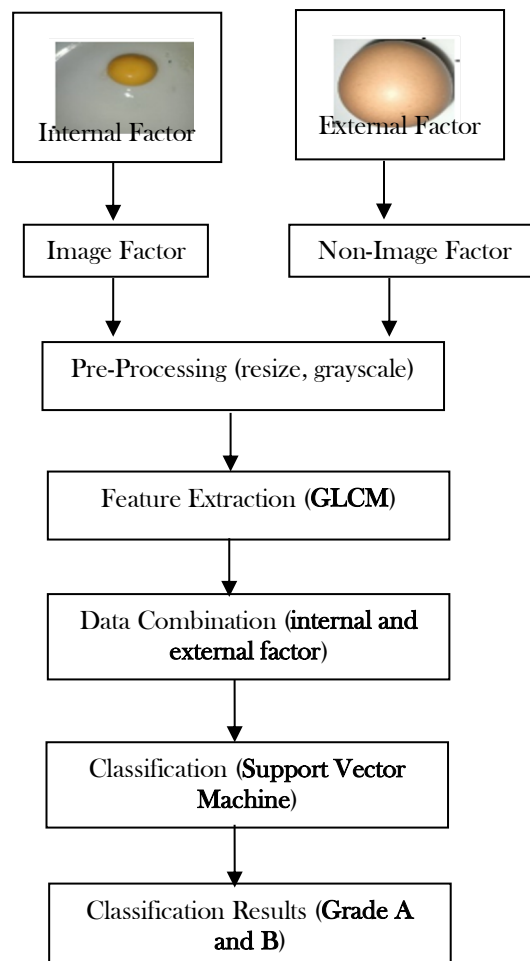 Internal Factor
External Factor
Image Factor
Non-Image Factor
Pre-Processing (resize, grayscale)
Feature Extraction (GLCM)
Data Combination (internal and
external factor)
Classification (Support Vector
Machine)
Classification Results (Grade A
and B)